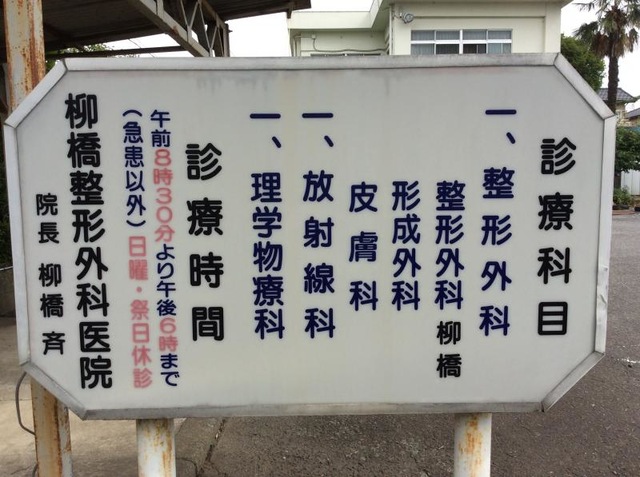 診療科目
一、整形外科
整形外科 柳橋
形成外科
皮膚科
一、放射線科
一、理学物療科
診療時間
午前8時30分より午後6時まで
（急患以外）日曜・祭日休診
柳橋整形外科医院
院長 柳橋 斉